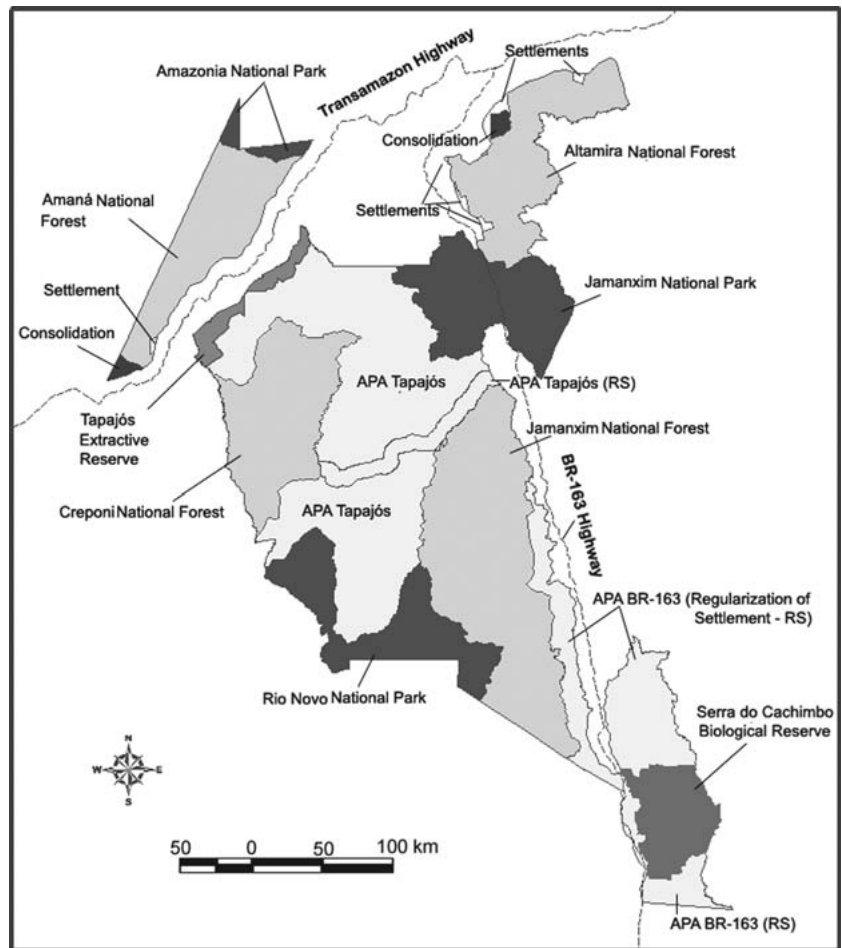 Settlements
Amazonia National Park
Transamazon Highway
Consolidation
Altamira National Forest
Amaná National
Forest
Settlements
Settlement
Jamanxim National Park
Consolidation
APA Tapajós
APA Tapajós (RS)
Tapajós
Extractive
Reserve
Jamanxim National Forest
BR-163 Highway
Creponi National Forest
APA Tapajós
APA BR-163 (Regularization of
Settlement - RS)
Rio Novo National Park
Serra do Cachimbo
Biological Reserve
N
W
E
S
50 0 50 100 km
APA BR-163 (RS)